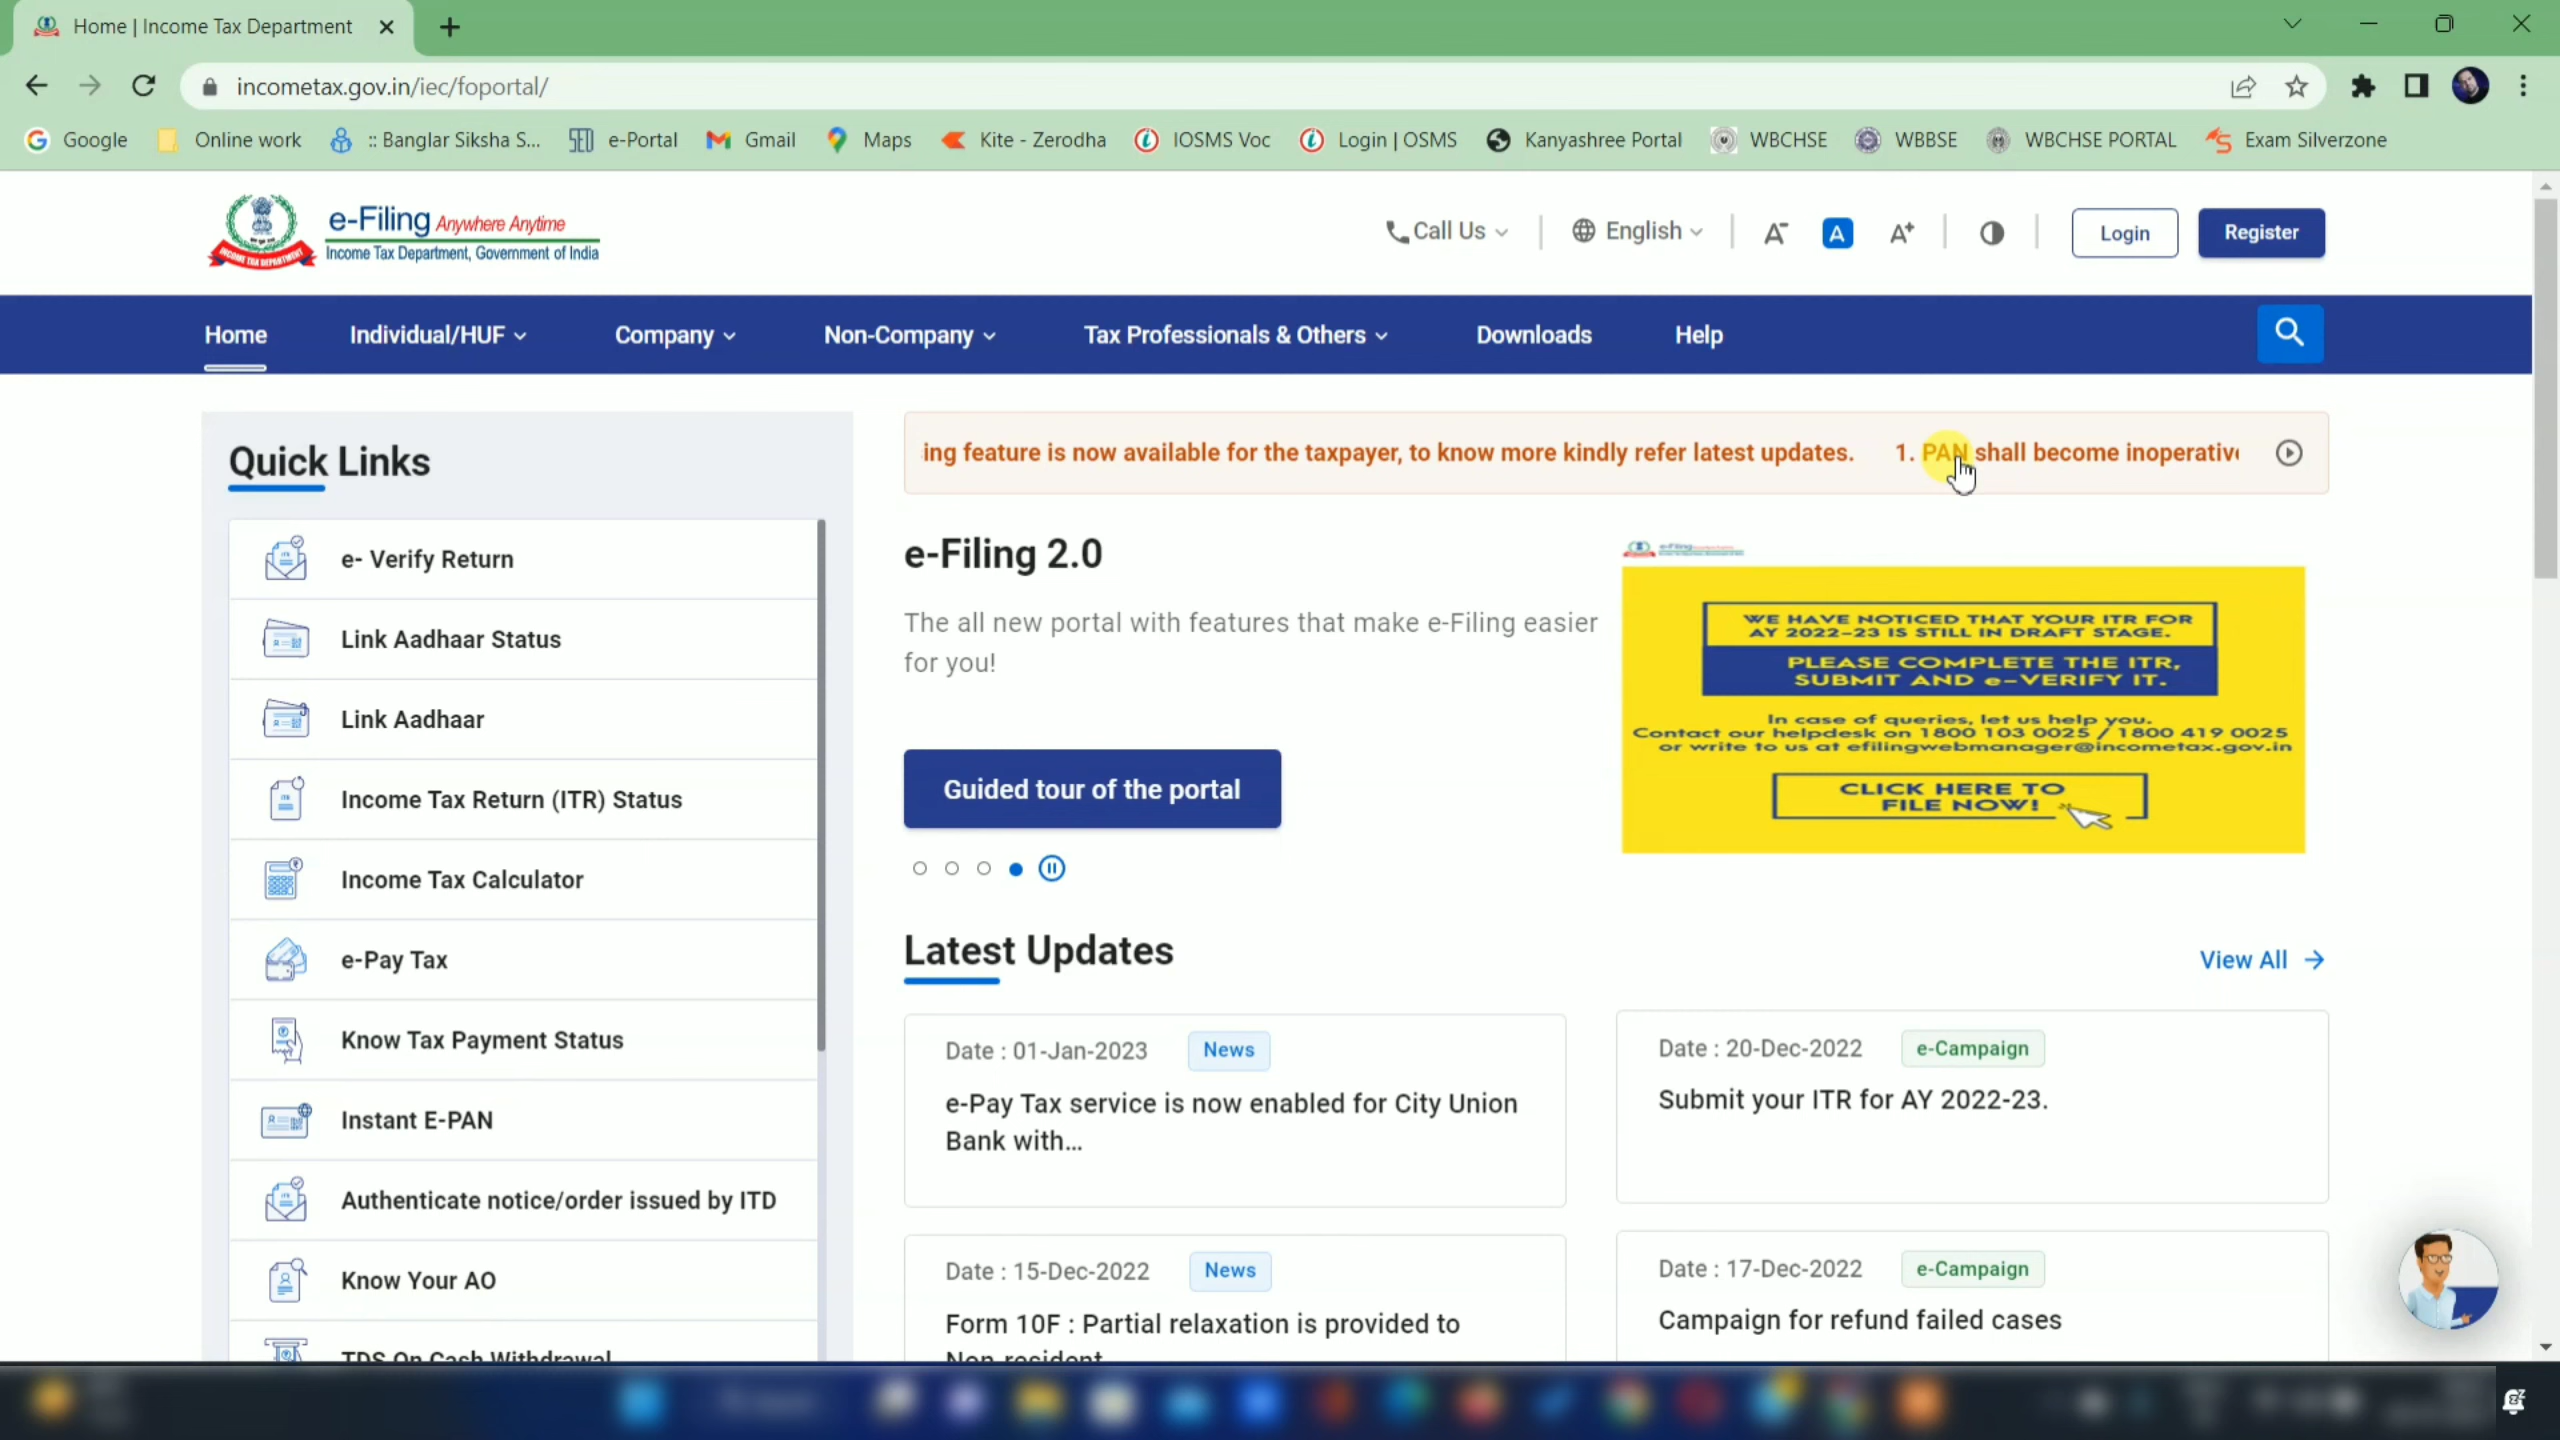 Home | Income Tax Department
incometax.gov.in/iec/foportal/
Google Online work :: Banglar Siksha S... e-Portal Gmail Maps Kite - Zerodha IOSMS Voc Login | OSMS Kanyashree Portal WBCHSE WBBSE WBCHSE PORTAL Exam Silverzone
e-Filing Anywhere Anytime
Income Tax Department, Government of India
INCOME TAX DEPARTMENT
Call Us English A- A A+ Login Register
Home Individual/HUF Company Non-Company Tax Professionals & Others Downloads Help
Quick Links
e- Verify Return
Link Aadhaar Status
Link Aadhaar
Income Tax Return (ITR) Status
Income Tax Calculator
e-Pay Tax
Know Tax Payment Status
Instant E-PAN
Authenticate notice/order issued by ITD
Know Your AO
TDS On Cash Withdrawal
ing feature is now available for the taxpayer, to know more kindly refer latest updates. 1. PAN shall become inoperative
e-Filing 2.0
The all new portal with features that make e-Filing easier
for you!
Guided tour of the portal
e-Filing
WE HAVE NOTICED THAT YOUR ITR FOR
AY 2022-23 IS STILL IN DRAFT STAGE.
PLEASE COMPLETE THE ITR,
SUBMIT AND e-VERIFY IT.
In case of queries, let us help you.
Contact our helpdesk on 1800 103 0025 / 1800 419 0025
or write to us at efilingwebmanager@incometax.gov.in
CLICK HERE TO
FILE NOW!
Latest Updates
View All
Date : 01-Jan-2023 News
e-Pay Tax service is now enabled for City Union
Bank with...
Date : 20-Dec-2022 e-Campaign
Submit your ITR for AY 2022-23.
Date : 15-Dec-2022 News
Form 10F : Partial relaxation is provided to
Non-resident
Date : 17-Dec-2022 e-Campaign
Campaign for refund failed cases